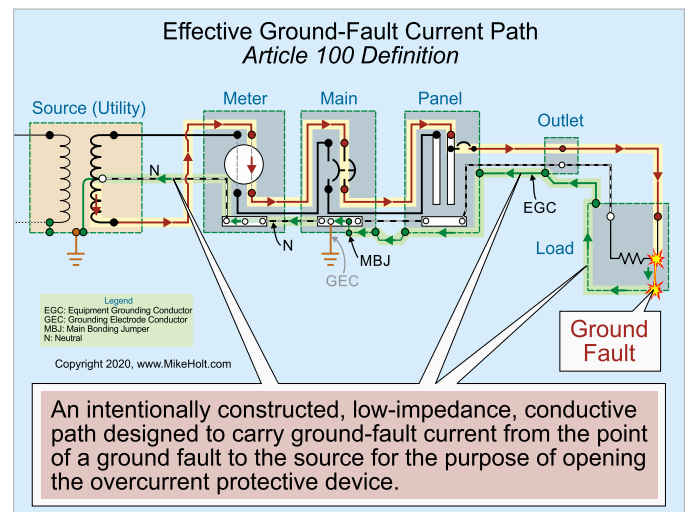 Effective Ground-Fault Current Path
Article 100 Definition
Source (Utility)
Meter
Main
Panel
Outlet
N
EGC
N
MBJ
GEC
Load
Legend
EGC: Equipment Grounding Conductor
GEC: Grounding Electrode Conductor
MBJ: Main Bonding Jumper
N: Neutral
Ground
Fault
Copyright 2020, www.MikeHolt.com
An intentionally constructed, low-impedance, conductive
path designed to carry ground-fault current from the point
of a ground fault to the source for the purpose of opening
the overcurrent protective device.